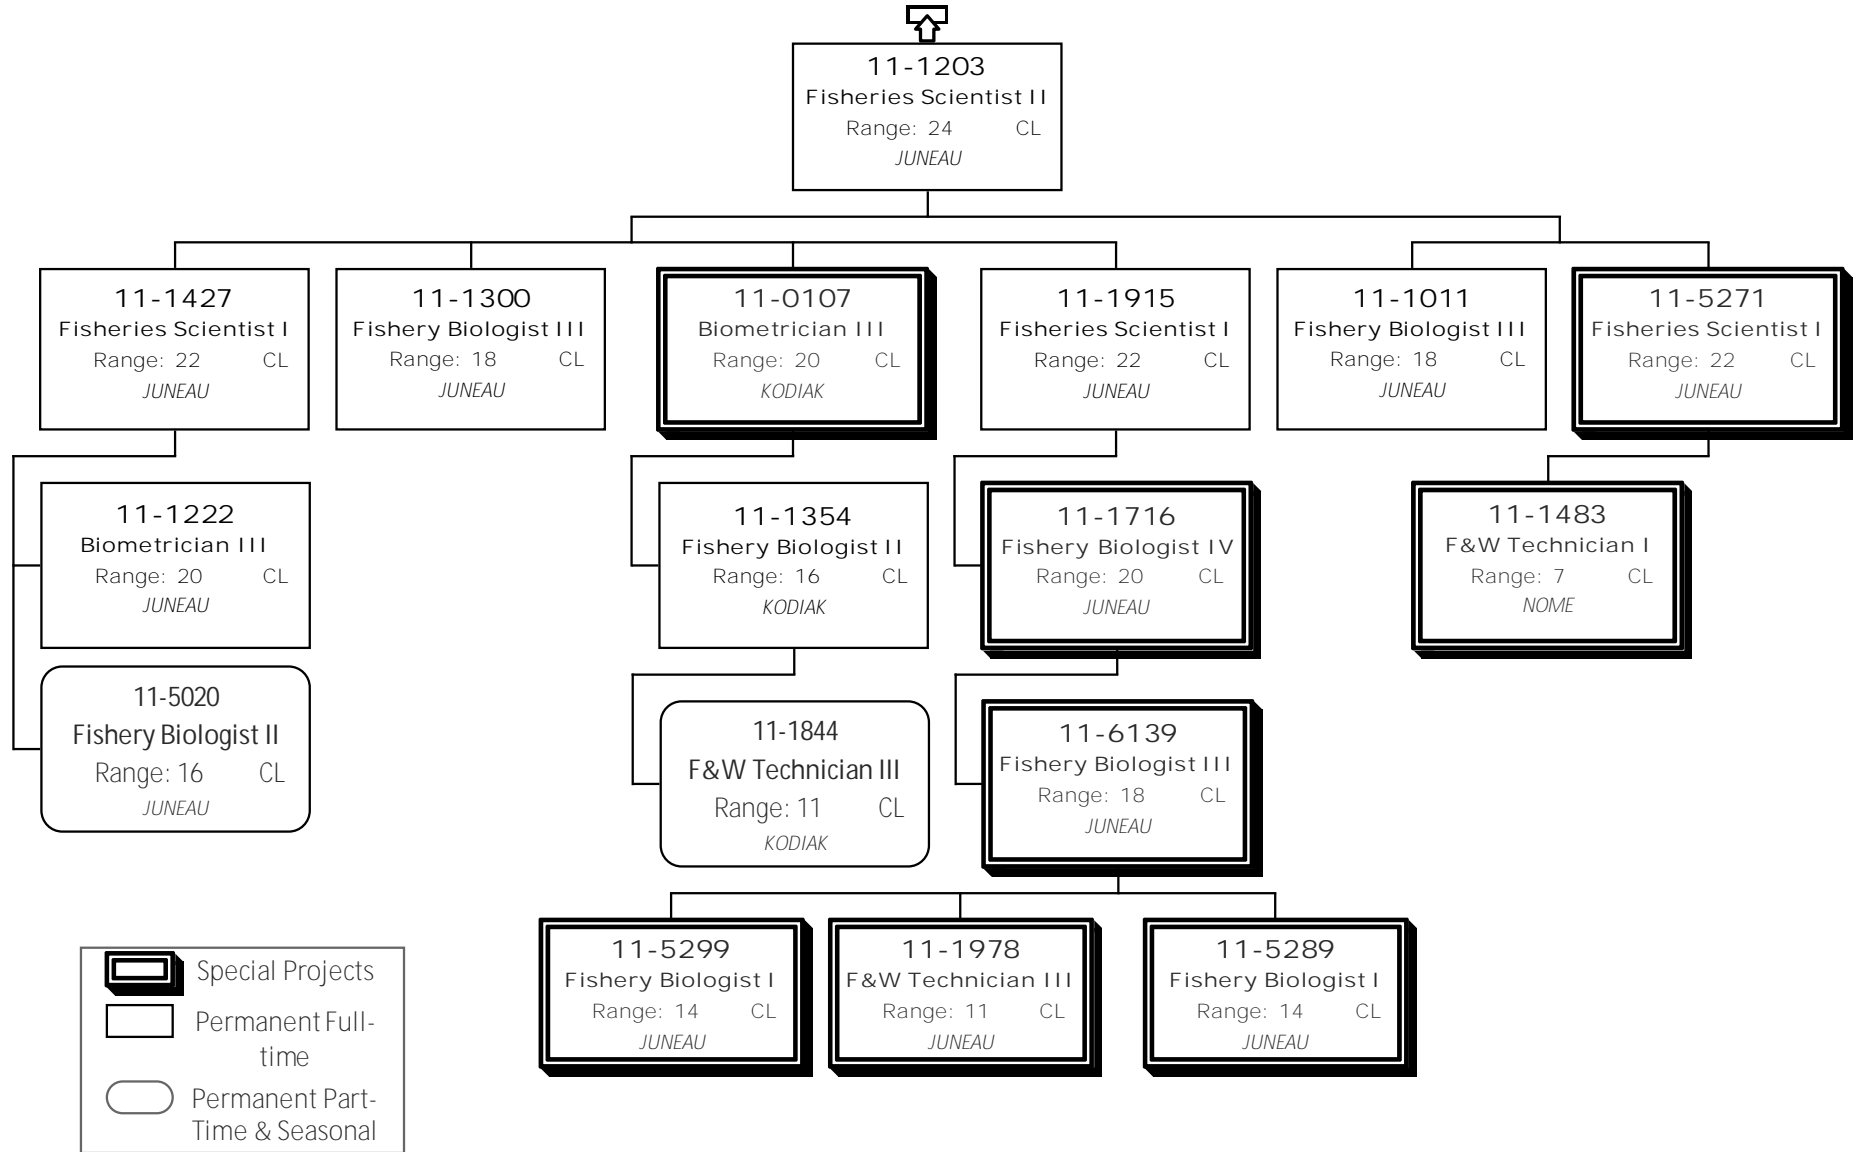 11-1203
Fisheries Scientist II
Range: 24 CL
JUNEAU
11-1427
Fisheries Scientist I
Range: 22 CL
JUNEAU
11-1300
Fishery Biologist III
Range: 18 CL
JUNEAU
11-0107
Biometrician III
Range: 20 CL
KODIAK
11-1915
Fisheries Scientist I
Range: 22 CL
JUNEAU
11-1011
Fishery Biologist III
Range: 18 CL
JUNEAU
11-5271
Fisheries Scientist I
Range: 22 CL
JUNEAU
11-1222
Biometrician III
Range: 20 CL
JUNEAU
11-1354
Fishery Biologist II
Range: 16 CL
KODIAK
11-1716
Fishery Biologist IV
Range: 20 CL
JUNEAU
11-1483
F&W Technician I
Range: 7 CL
NOME
11-5020
Fishery Biologist II
Range: 16 CL
JUNEAU
11-1844
F&W Technician III
Range: 11 CL
KODIAK
11-6139
Fishery Biologist III
Range: 18 CL
JUNEAU
11-5299
Fishery Biologist I
Range: 14 CL
JUNEAU
11-1978
F&W Technician III
Range: 11 CL
JUNEAU
11-5289
Fishery Biologist I
Range: 14 CL
JUNEAU
Special Projects
Permanent Full-
time
Permanent Part-
Time & Seasonal